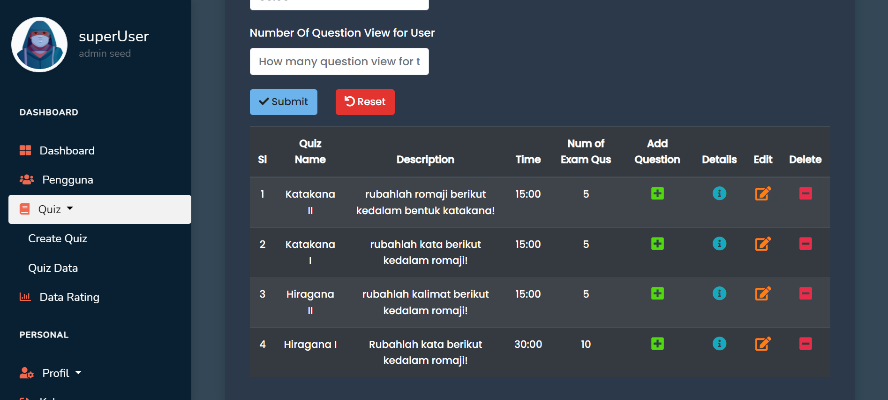 superUser
admin seed
DASHBOARD
Dashboard
Pengguna
Quiz
Create Quiz
Quiz Data
Data Rating
PERSONAL
Profil
Number Of Question View for User
How many question view for t
Submit Reset
Sl Quiz Name Description Time Num of Exam Qus Add Question Details Edit Delete
1 Katakana II rubahlah romaji berikut kedalam bentuk katakana! 15:00 5
2 Katakana I rubahlah kata berikut kedalam romaji! 15:00 5
3 Hiragana II rubahlah kalimat berikut kedalam romaji! 15:00 5
4 Hiragana I Rubahlah kata berikut kedalam romaji! 30:00 10